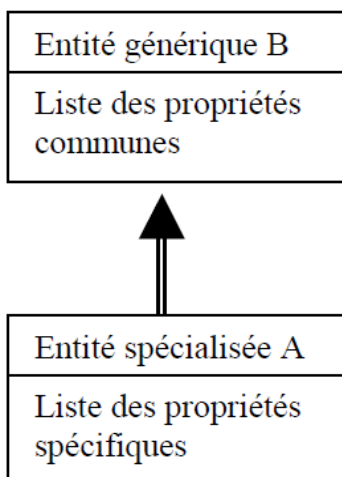 Entité générique B
Liste des propriétés
communes
Entité spécialisée A
Liste des propriétés
spécifiques